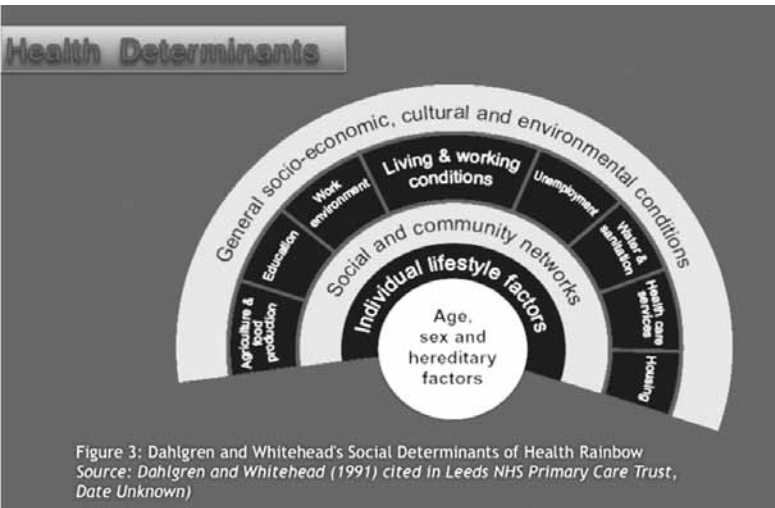 Health Determinants
General socio-economic, cultural and environmental conditions
Agriculture &
food
production
Education
Work
environment
Living & working
conditions
Unemployment
Water &
sanitation
Health care
services
Housing
Social and community networks
Individual lifestyle factors
Age,
sex and
hereditary
factors
Figure 3: Dahlgren and Whitehead's Social Determinants of Health Rainbow
Source: Dahlgren and Whitehead (1991) cited in Leeds NHS Primary Care Trust,
Date Unknown)